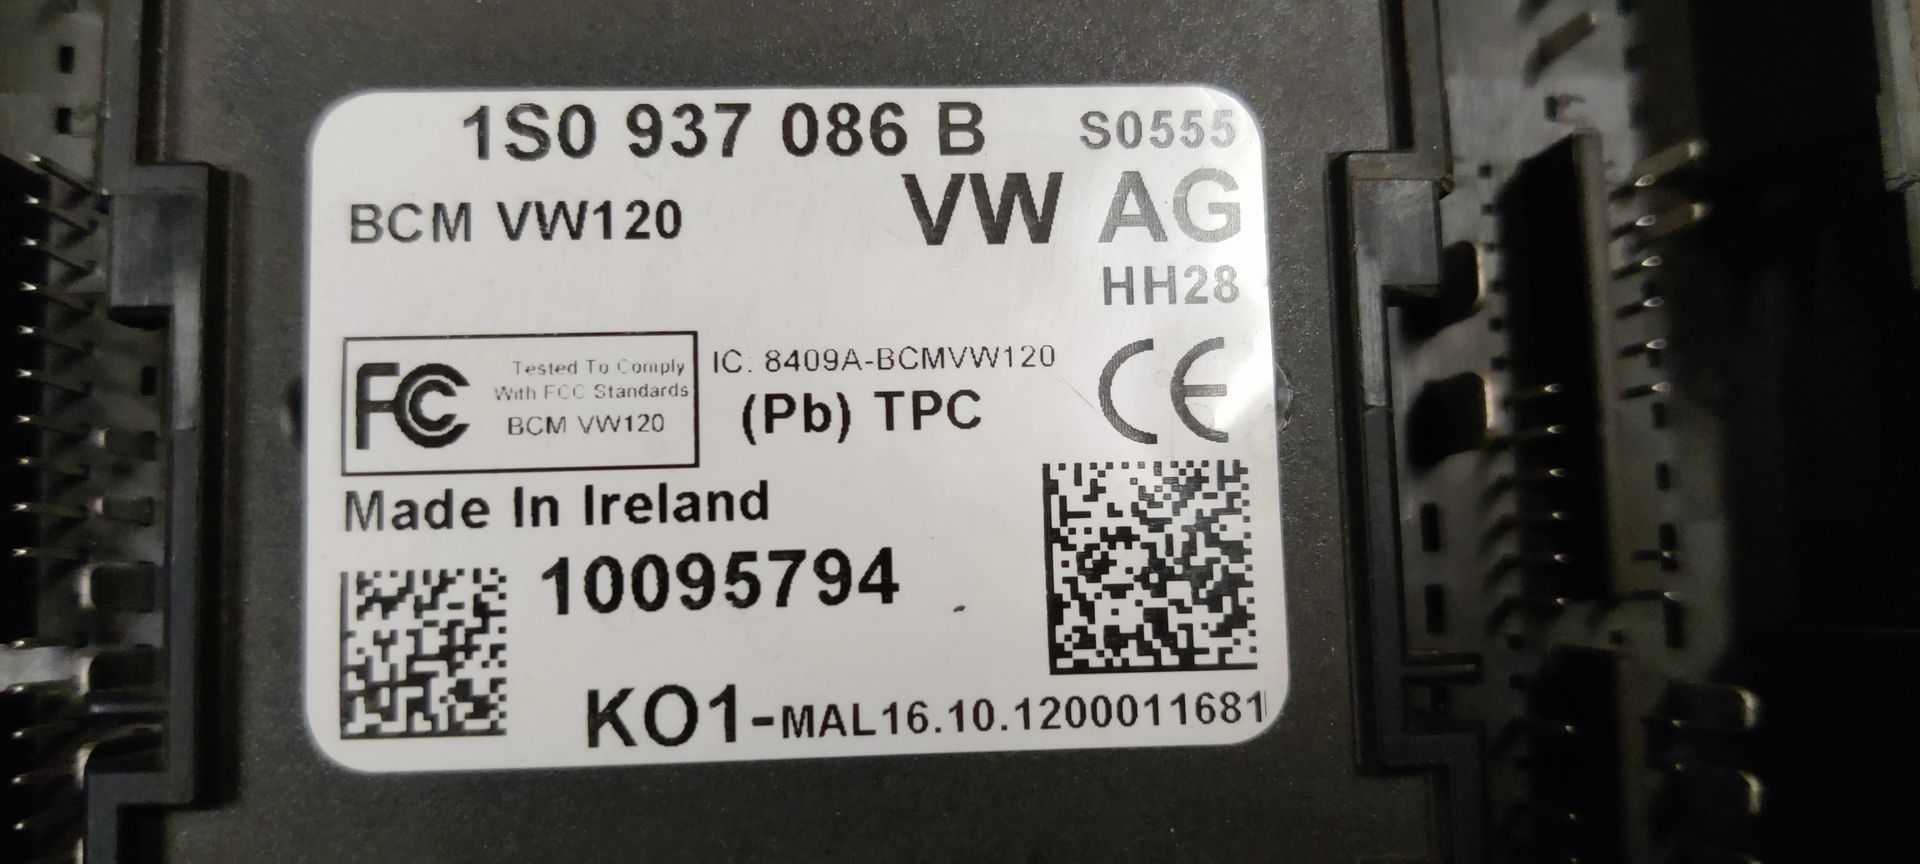 1S0 937 086 B S0555
BCM VW120 VW AG
HH28
FC Tested To Comply
With FCC Standards
BCM VW120
IC: 8409A-BCMVW120
(Pb) TPC CE
Made In Ireland
10095794
KO1-MAL16.10.1200011681